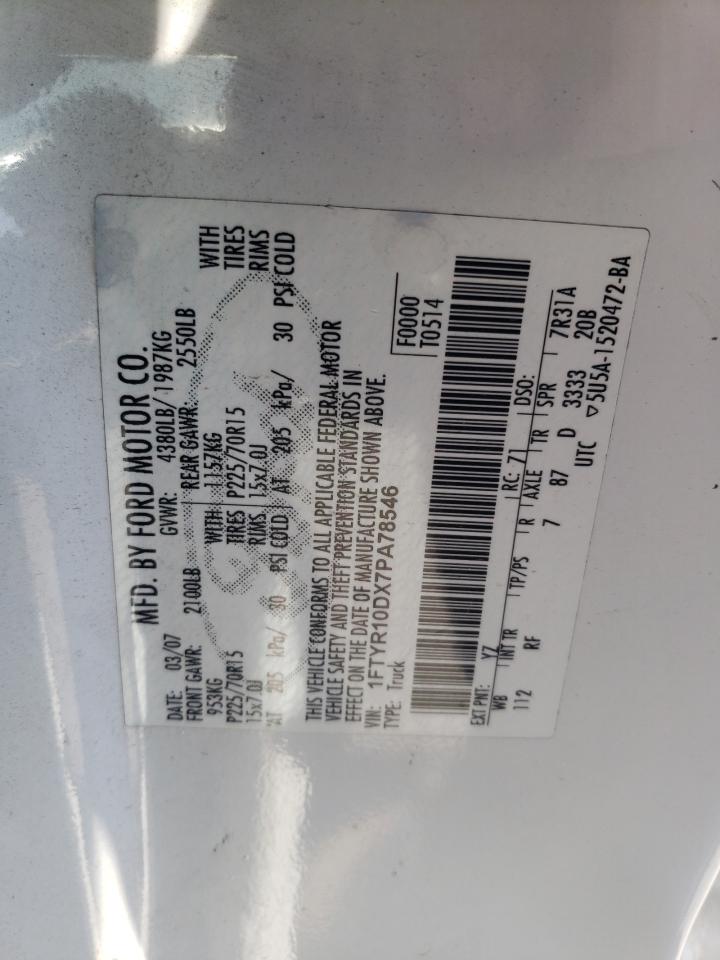 MFD. BY FORD MOTOR CO.
DATE: 03/07 GVWR: 4380LB/ 1987KG
FRONT GAWR: 2100LB REAR GAWR: 2550LB
953KG WITH 1157KG WITH
P225/70R15 TIRES P225/70R15 TIRES
15x7.0J RIMS 15x7.0J RIMS
AT 205 kPa/ 30 PSI COLD AT 205 kPa/ 30 PSI COLD
THIS VEHICLE CONFORMS TO ALL APPLICABLE FEDERAL MOTOR
VEHICLE SAFETY AND THEFT PREVENTION STANDARDS IN
EFFECT ON THE DATE OF MANUFACTURE SHOWN ABOVE.
VIN: 1FTYR10DX7PA78546 F0000
TYPE: Truck T0514
EXT PNT: YZ RC: 71 DSO:
WB INT TR TP/PS R AXLE TR SPR 7R31A
112 RF 7 87 D 3333 20B
UTC ▽5U5A-1520472-BA